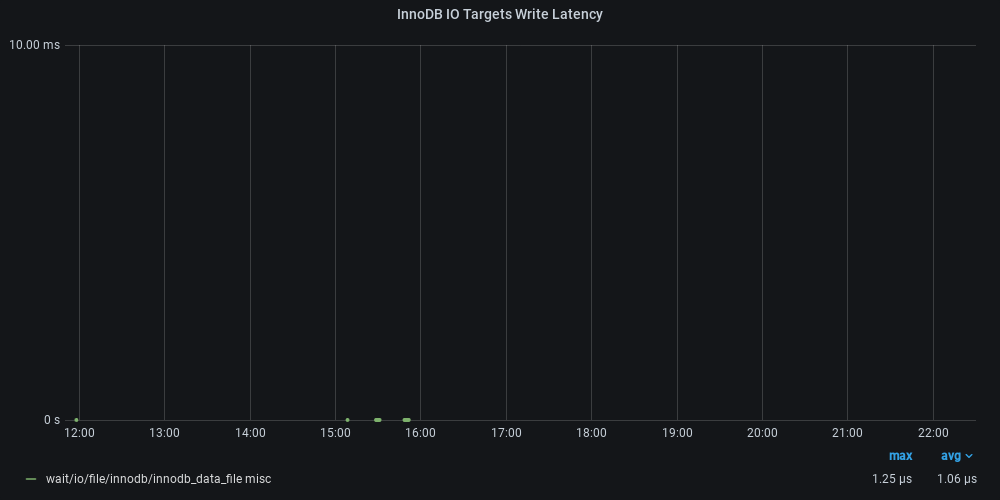 InnoDB IO Targets Write Latency
10.00 ms
0 s
12:00 13:00 14:00 15:00 16:00 17:00 18:00 19:00 20:00 21:00 22:00
max avg
wait/io/file/innodb/innodb_data_file misc 1.25 µs 1.06 µs